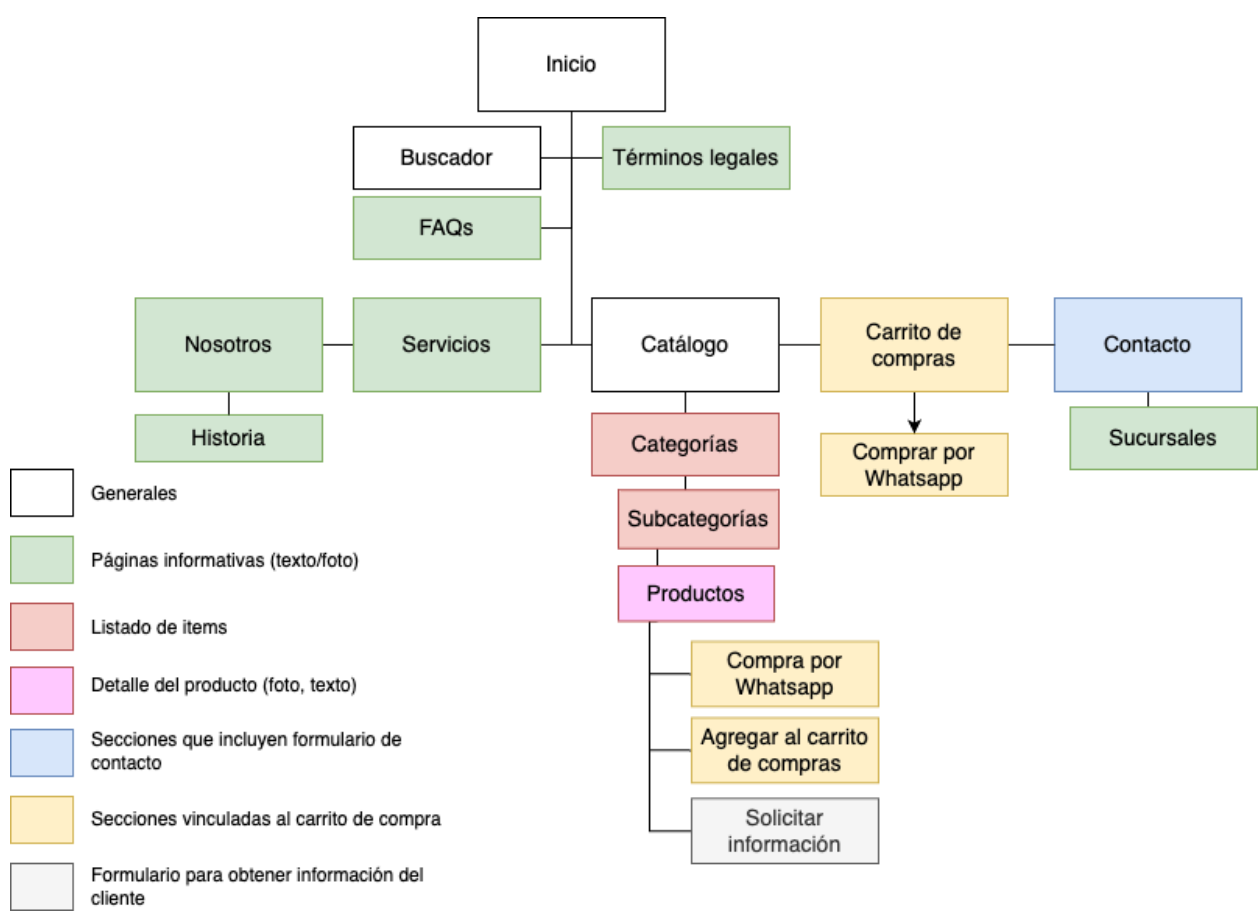 Inicio
Buscador
Términos legales
FAQs
Nosotros
Servicios
Catálogo
Carrito de
compras
Contacto
Historia
Categorías
Comprar por
Whatsapp
Sucursales
Subcategorías
Productos
Compra por
Whatsapp
Agregar al carrito
de compras
Solicitar
información
Generales
Páginas informativas (texto/foto)
Listado de items
Detalle del producto (foto, texto)
Secciones que incluyen formulario de
contacto
Secciones vinculadas al carrito de compra
Formulario para obtener información del
cliente